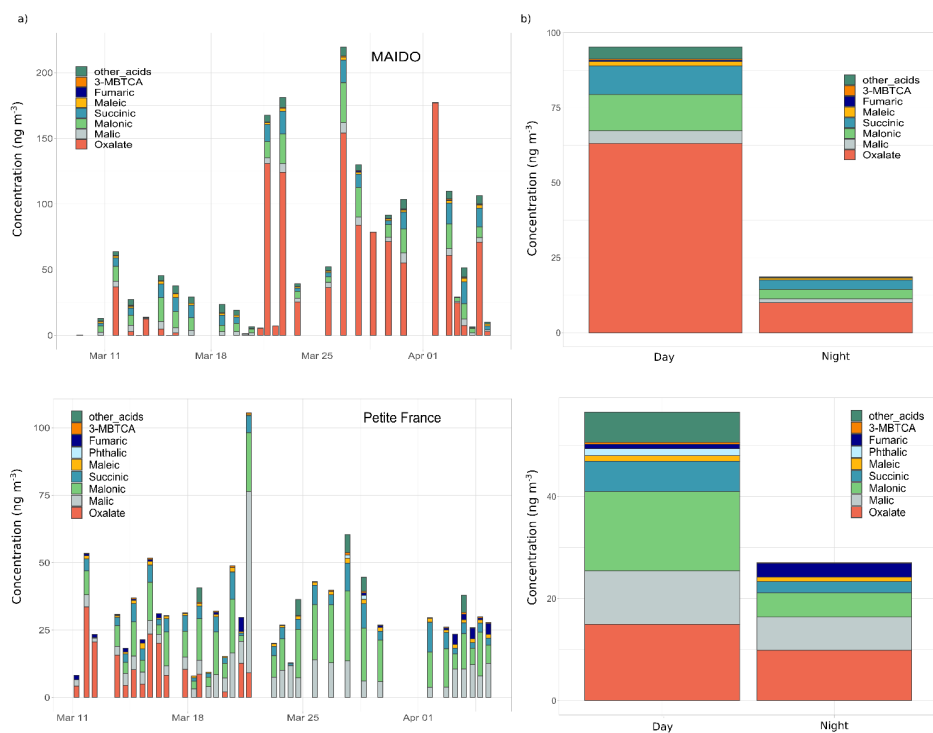 a)
b)
MAIDO
Concentration (ng m⁻³)
200
150
100
50
0
other_acids
3-MBTCA
Fumaric
Maleic
Succinic
Malonic
Malic
Oxalate
Mar 11
Mar 18
Mar 25
Apr 01
Concentration (ng m⁻³)
100
75
50
25
0
other_acids
3-MBTCA
Fumaric
Maleic
Succinic
Malonic
Malic
Oxalate
Day
Night
Petite France
Concentration (ng m⁻³)
100
75
50
25
0
other_acids
3-MBTCA
Fumaric
Phthalic
Maleic
Succinic
Malonic
Malic
Oxalate
Mar 11
Mar 18
Mar 25
Apr 01
Concentration (ng m⁻³)
40
20
0
other_acids
3-MBTCA
Fumaric
Phthalic
Maleic
Succinic
Malonic
Malic
Oxalate
Day
Night